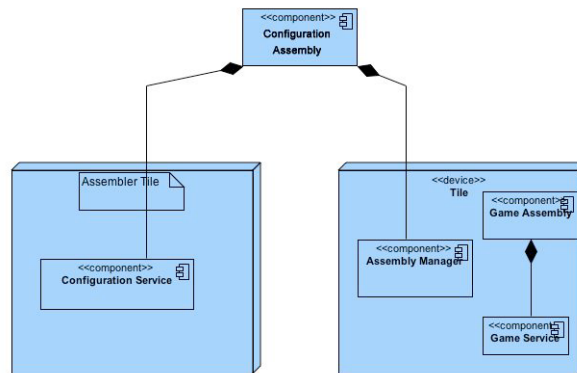 <<component>>
Configuration
Assembly
Assembler Tile
<<component>>
Configuration Service
<<device>>
Tile
<<component>>
Game Assembly
<<component>>
Assembly Manager
<<component
Game Service